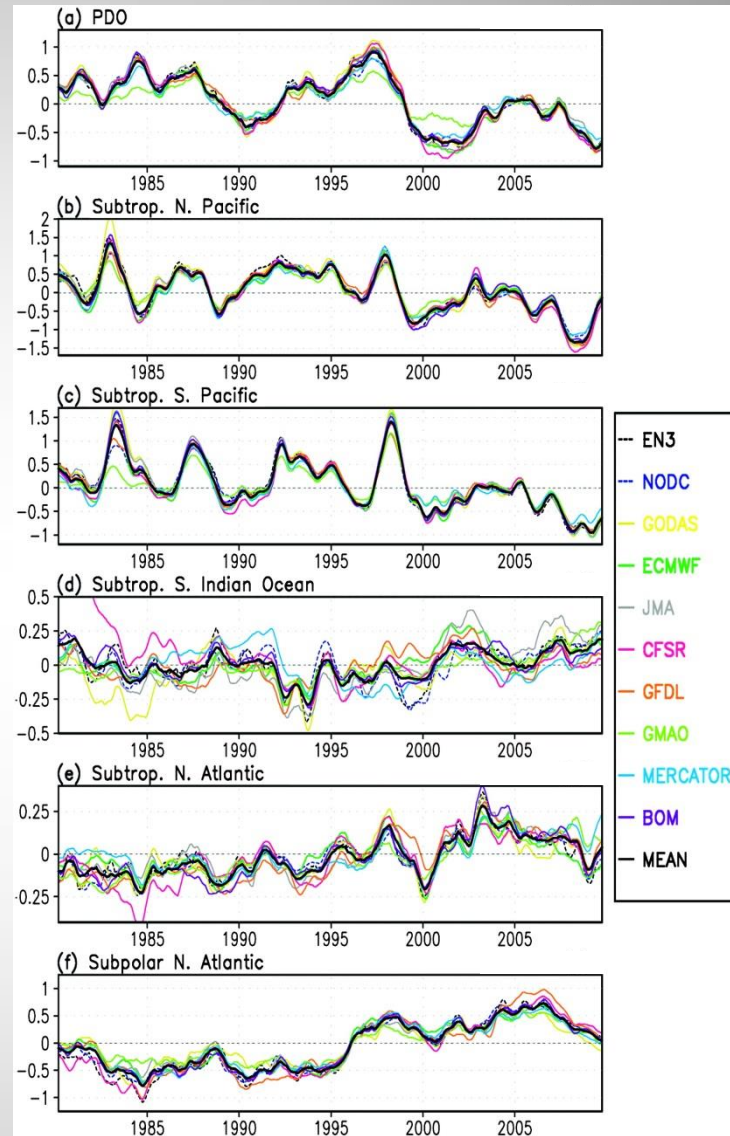 (a) PDO
1
0.5
0
−0.5
−1
1985 1990 1995 2000 2005
(b) Subtrop. N. Pacific
2
1.5
1
0.5
0
−0.5
−1
−1.5
1985 1990 1995 2000 2005
(c) Subtrop. S. Pacific
1.5
1
0.5
0
−0.5
−1
1985 1990 1995 2000 2005
(d) Subtrop. S. Indian Ocean
0.5
0.25
0
-0.25
-0.5
1985 1990 1995 2000 2005
(e) Subtrop. N. Atlantic
0.25
0
-0.25
1985 1990 1995 2000 2005
(f) Subpolar N. Atlantic
1
0.5
0
−0.5
−1
1985 1990 1995 2000 2005
EN3
NODC
GODAS
ECMWF
JMA
CFSR
GFDL
GMAO
MERCATOR
BOM
MEAN